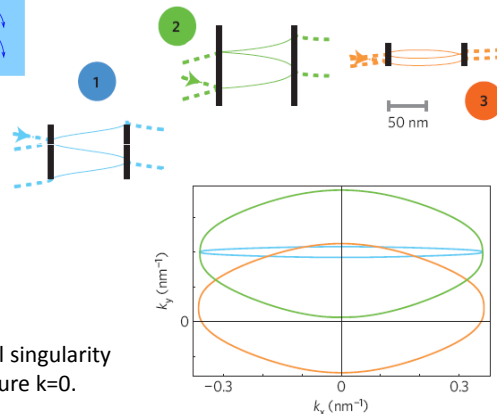 2
1
3
50 nm
k_y (nm⁻¹)
0
−0.3
0
0.3
k_x (nm⁻¹)
l singularity
ure k=0.